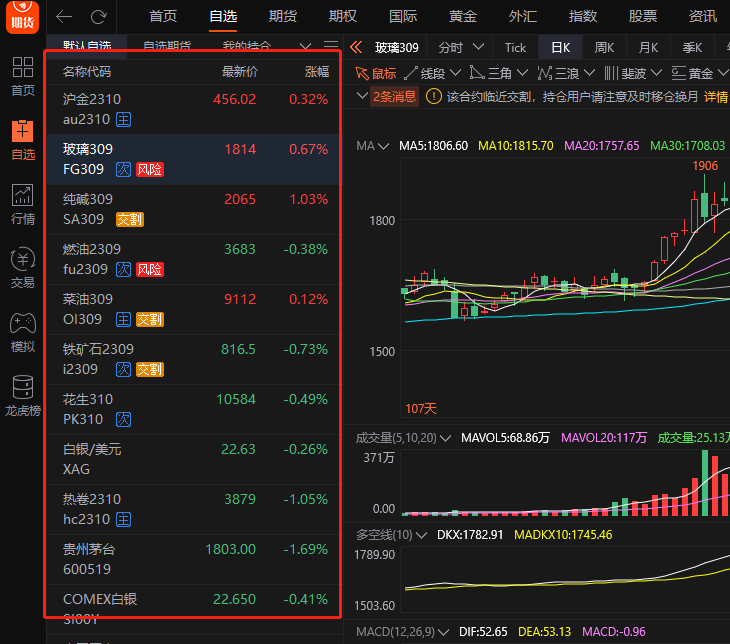 期货
首页 自选 期货 期权 国际 黄金 外汇 指数 股票 资讯
默认自选 自选期货 我的持仓
玻璃309 分时 Tick 日K 周K 月K 季K
名称代码 最新价 涨幅
鼠标 线段 三角 三浪 斐波 黄金
2条消息 该合约临近交割，持仓用户请注意及时移仓换月 详情
首页
自选
行情
交易
模拟
龙虎榜
沪金2310 456.02 0.32%
au2310 主
玻璃309 1814 0.67%
FG309 次 风险
纯碱309 2065 1.03%
SA309 交割
燃油2309 3683 -0.38%
fu2309 次 风险
菜油309 9112 0.12%
OI309 主 交割
铁矿石2309 816.5 -0.73%
i2309 次 交割
花生310 10584 -0.49%
PK310 次
白银/美元 22.63 -0.26%
XAG
热卷2310 3879 -1.05%
hc2310 主
贵州茅台 1803.00 -1.69%
600519
COMEX白银 22.650 -0.41%
SI00Y
MA MA5:1806.60 MA10:1815.70 MA20:1757.65 MA30:1708.03
1906
1800
1500
107天
成交量(5,10,20) MAVOL5:68.86万 MAVOL20:117万 成交量:25.13万
371万
0.00
多空线(10) DKX:1782.91 MADKX10:1745.46
1789.90
1503.60
MACD(12,26,9) DIF:52.65 DEA:53.13 MACD:-0.96